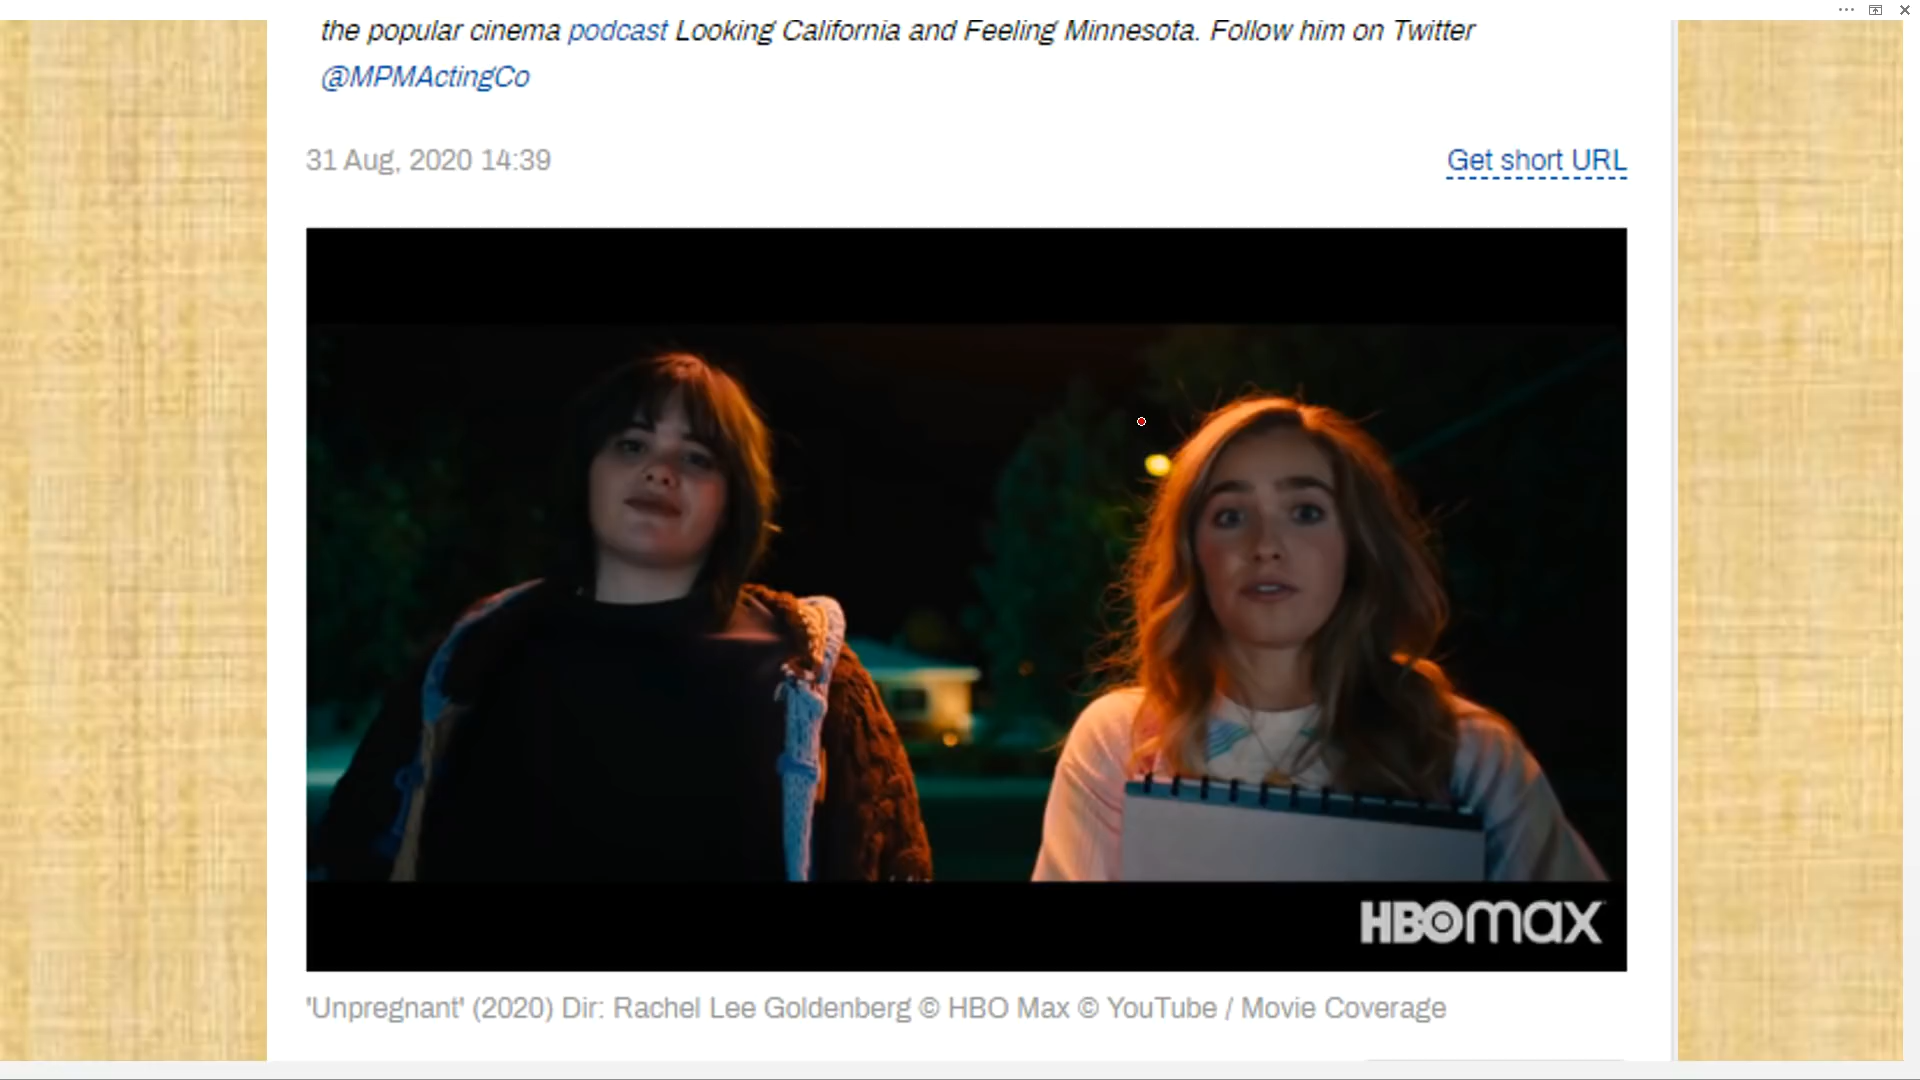 the popular cinema podcast Looking California and Feeling Minnesota. Follow him on Twitter
@MPMActingCo
31 Aug, 2020 14:39
Get short URL
HBOmax
'Unpregnant' (2020) Dir: Rachel Lee Goldenberg © HBO Max © YouTube / Movie Coverage